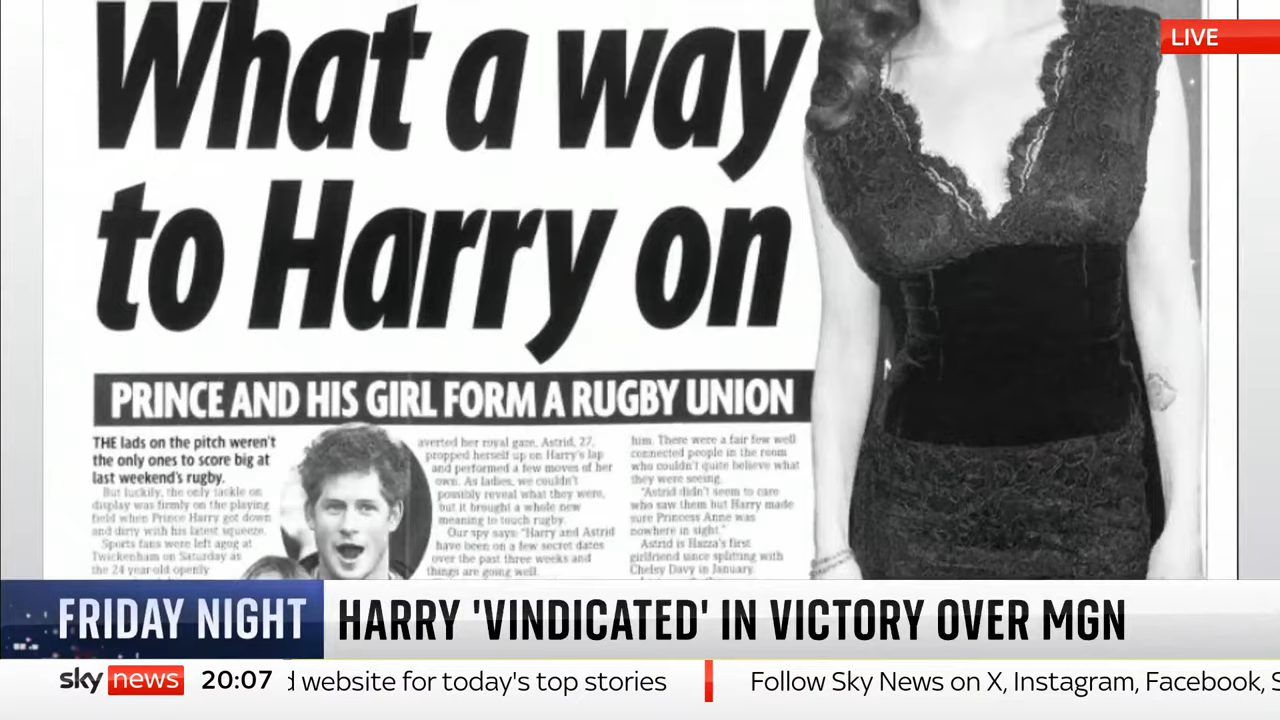 LIVE
What a way
to Harry on
PRINCE AND HIS GIRL FORM A RUGBY UNION
THE lads on the pitch weren't
the only ones to score big at
last weekend's rugby.
But luckily, the only tackle on
display was firmly on the playing
field when Prince Harry got down
and dirty with his latest squeeze.
Sports fans were left agog at
Twickenham on Saturday as
the 24 year-old openly
averted her royal gaze, Astrid, 27,
propped herself up on Harry's lap
and performed a few moves of her
own. As ladies, we couldn't
possibly reveal what they were,
but it brought a whole new
meaning to touch rugby.
Our spy says: "Harry and Astrid
have been on a few secret dates
over the past three weeks and
things are going well.
him. There were a fair few well
connected people in the room
who couldn't quite believe what
they were seeing.
"Astrid didn't seem to care
who saw them but Harry made
sure Princess Anne was
nowhere in sight."
Astrid is Hazza's first
girlfriend since splitting with
Chelsy Davy in January.
FRIDAY NIGHT
HARRY 'VINDICATED' IN VICTORY OVER MGN
sky news 20:07 d website for today's top stories Follow Sky News on X, Instagram, Facebook, S